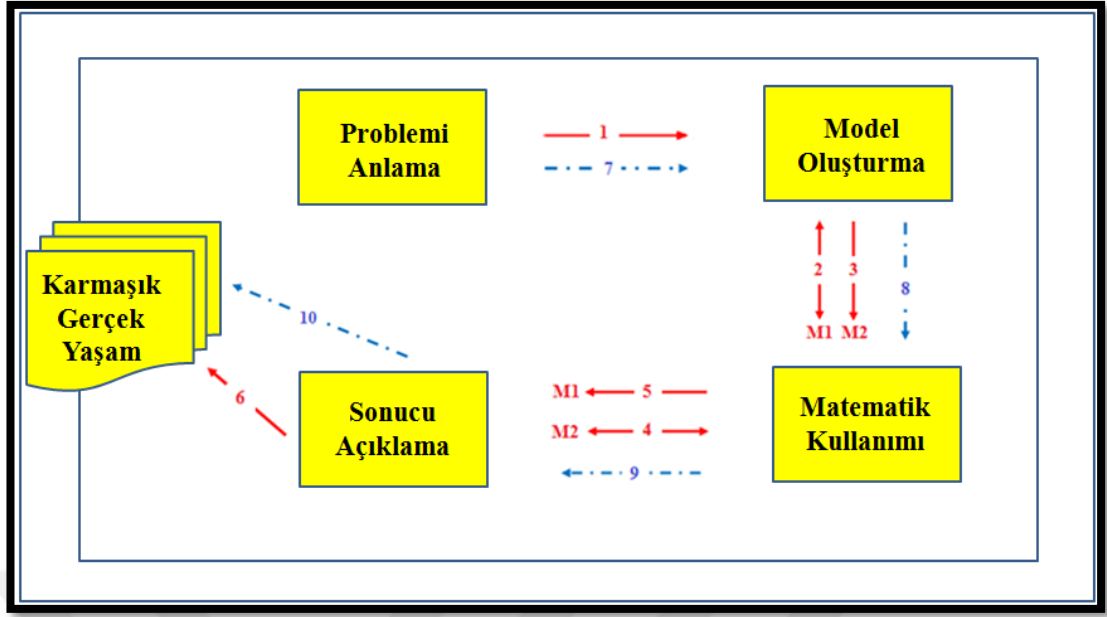 Problemi
Anlama
1
7
Model
Oluşturma
Karmaşık
Gerçek
Yaşam
10
6
2 3
8
M1 M2
Sonucu
Açıklama
M1 5
M2 4
9
Matematik
Kullanımı